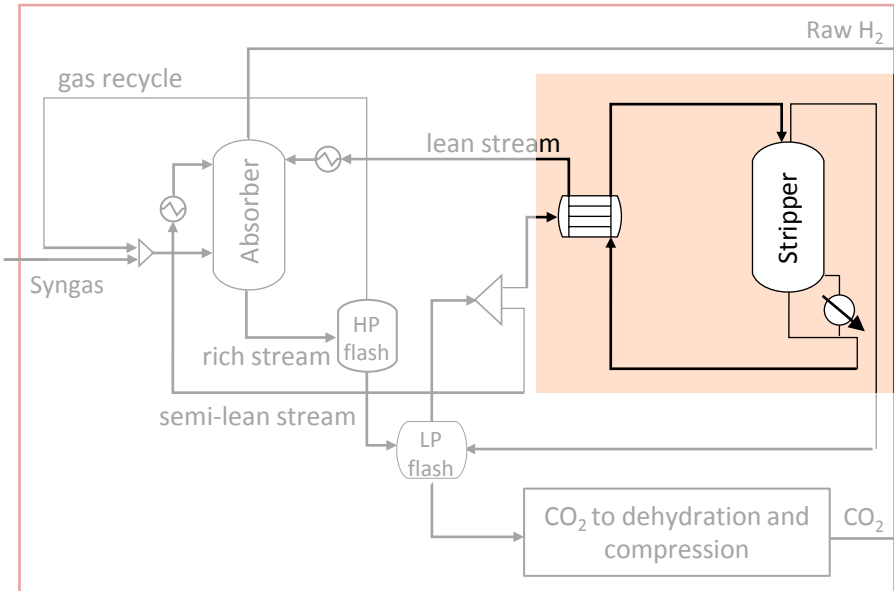 Raw H₂
gas recycle
lean stream
Absorber
Stripper
Syngas
HP
flash
rich stream
semi-lean stream
LP
flash
CO₂ to dehydration and
compression
CO₂